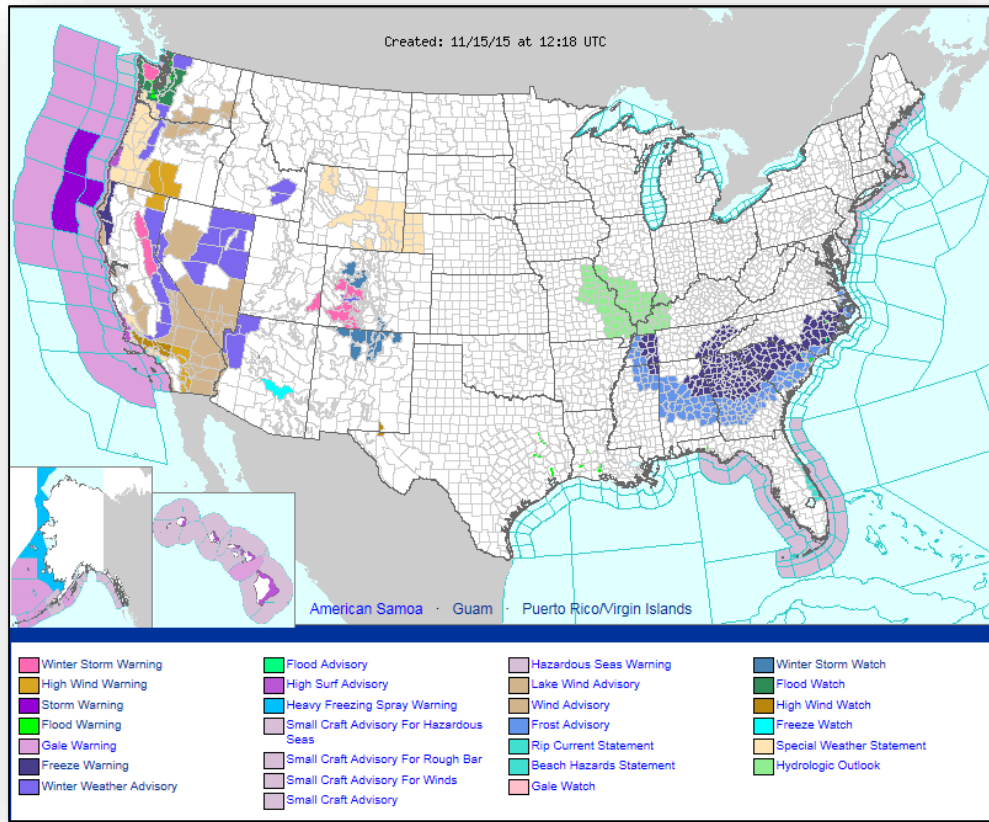 Created: 11/15/15 at 12:18 UTC
American Samoa · Guam · Puerto Rico/Virgin Islands
Winter Storm Warning
High Wind Warning
Storm Warning
Flood Warning
Gale Warning
Freeze Warning
Winter Weather Advisory
Flood Advisory
High Surf Advisory
Heavy Freezing Spray Warning
Small Craft Advisory For Hazardous
Seas
Small Craft Advisory For Rough Bar
Small Craft Advisory For Winds
Small Craft Advisory
Hazardous Seas Warning
Lake Wind Advisory
Wind Advisory
Frost Advisory
Rip Current Statement
Beach Hazards Statement
Gale Watch
Winter Storm Watch
Flood Watch
High Wind Watch
Freeze Watch
Special Weather Statement
Hydrologic Outlook